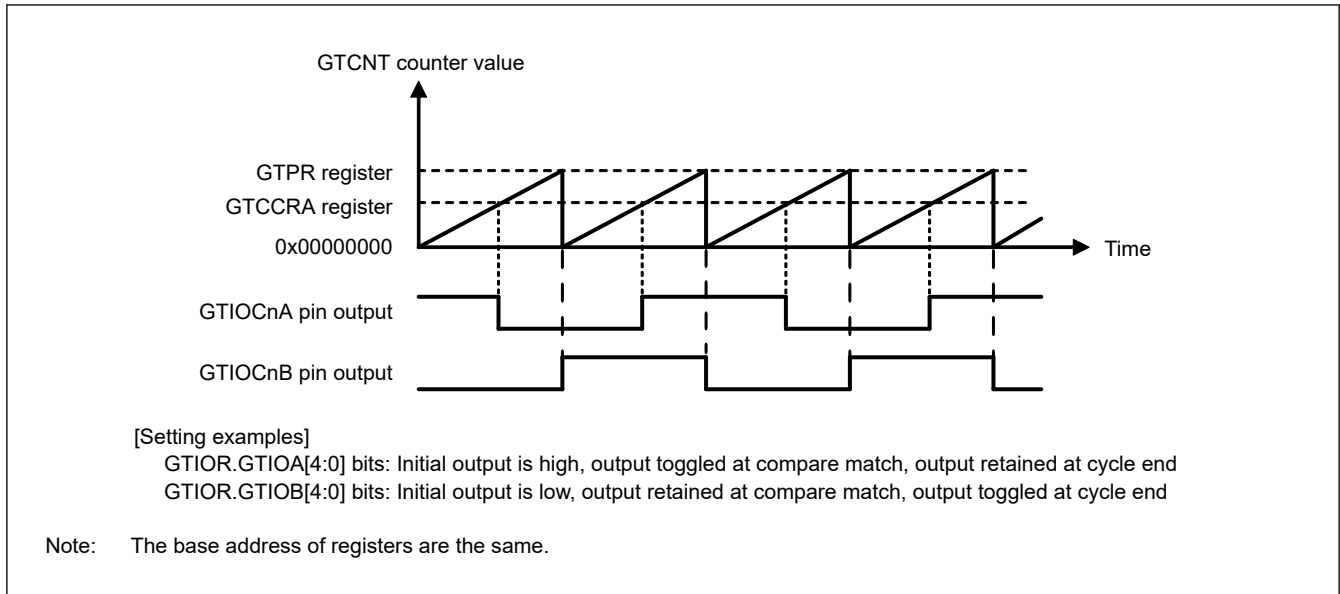 GTCNT counter value
GTPR register
GTCCRA register
0x00000000
Time
GTIOCnA pin output
GTIOCnB pin output
[Setting examples]
GTIOR.GTIOA[4:0] bits: Initial output is high, output toggled at compare match, output retained at cycle end
GTIOR.GTIOB[4:0] bits: Initial output is low, output retained at compare match, output toggled at cycle end
Note: The base address of registers are the same.